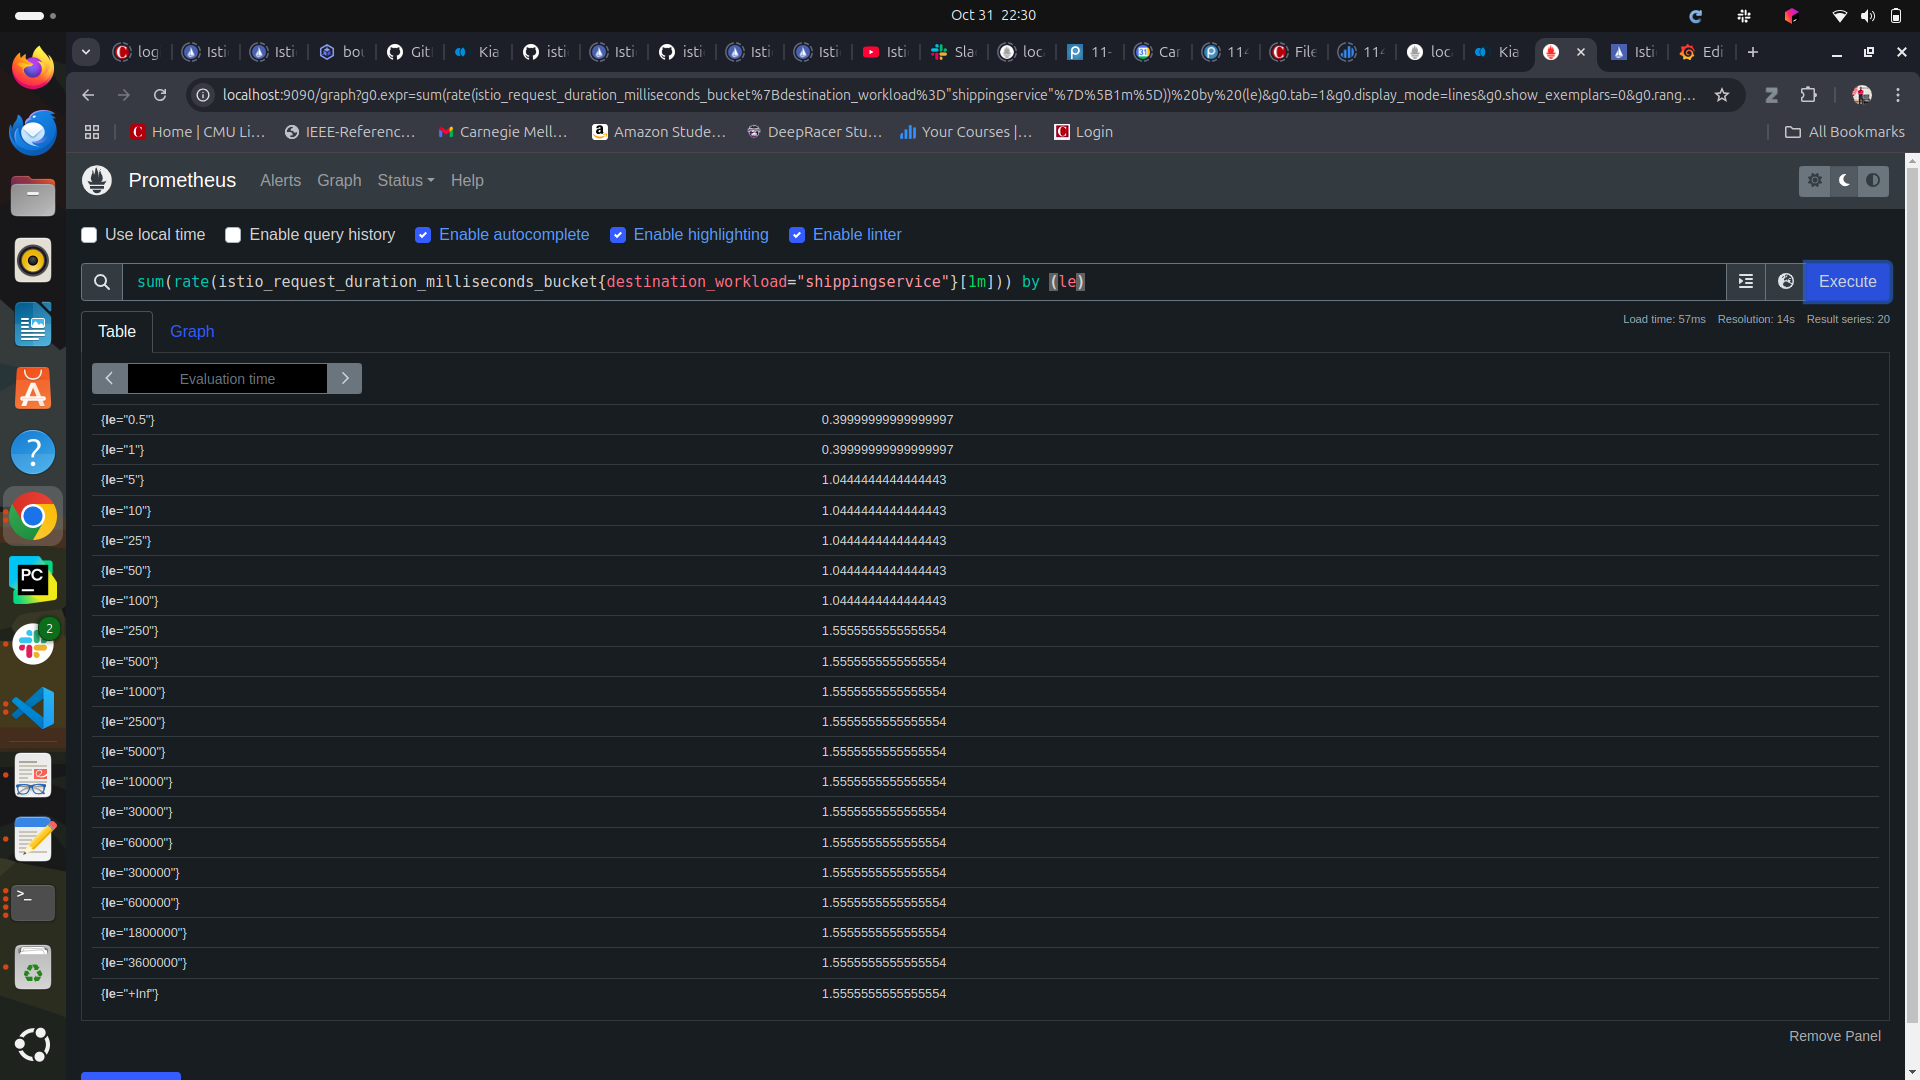 Oct 31 22:30
log
Isti
Isti
bou
Git
Kia
isti
Isti
isti
Isti
Isti
Isti
Sla
loc
11-
Car
114
File
114
loc
Kia
Isti
Edi
localhost:9090/graph?g0.expr=sum(rate(istio_request_duration_milliseconds_bucket%7Bdestination_workload%3D"shippingservice"%7D%5B1m%5D))%20by%20(le)&g0.tab=1&g0.display_mode=lines&g0.show_exemplars=0&g0.rang...
Home | CMU Li...
IEEE-Referenc...
Carnegie Mell...
Amazon Stude...
DeepRacer Stu...
Your Courses |...
Login
All Bookmarks
Prometheus
Alerts
Graph
Status
Help
Use local time
Enable query history
Enable autocomplete
Enable highlighting
Enable linter
sum(rate(istio_request_duration_milliseconds_bucket{destination_workload="shippingservice"}[1m])) by (le)
Execute
Table
Graph
Load time: 57ms Resolution: 14s Result series: 20
Evaluation time
{le="0.5"} 0.39999999999999997
{le="1"} 0.39999999999999997
{le="5"} 1.0444444444444443
{le="10"} 1.0444444444444443
{le="25"} 1.0444444444444443
{le="50"} 1.0444444444444443
{le="100"} 1.0444444444444443
{le="250"} 1.5555555555555554
{le="500"} 1.5555555555555554
{le="1000"} 1.5555555555555554
{le="2500"} 1.5555555555555554
{le="5000"} 1.5555555555555554
{le="10000"} 1.5555555555555554
{le="30000"} 1.5555555555555554
{le="60000"} 1.5555555555555554
{le="300000"} 1.5555555555555554
{le="600000"} 1.5555555555555554
{le="1800000"} 1.5555555555555554
{le="3600000"} 1.5555555555555554
{le="+Inf"} 1.5555555555555554
Remove Panel
PC
2